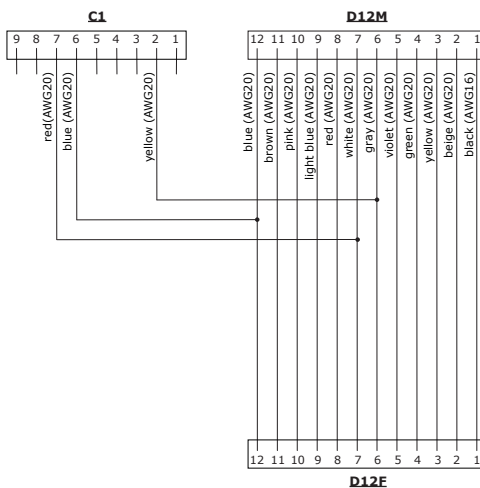 C1
D12M
9 8 7 6 5 4 3 2 1
12 11 10 9 8 7 6 5 4 3 2 1
red(AWG20)
blue (AWG20)
yellow (AWG20)
blue (AWG20)
brown (AWG20)
pink (AWG20)
light blue (AWG20)
red (AWG20)
white (AWG20)
gray (AWG20)
violet (AWG20)
green (AWG20)
yellow (AWG20)
beige (AWG20)
black (AWG16)
12 11 10 9 8 7 6 5 4 3 2 1
D12F